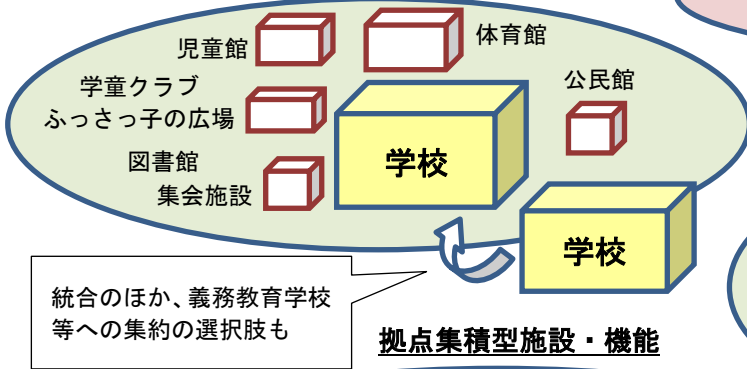 児童館
体育館
学童クラブ
ふっさっ子の広場
公民館
図書館
集会施設
学校
学校
統合のほか、義務教育学校
等への集約の選択肢も
拠点集積型施設・機能